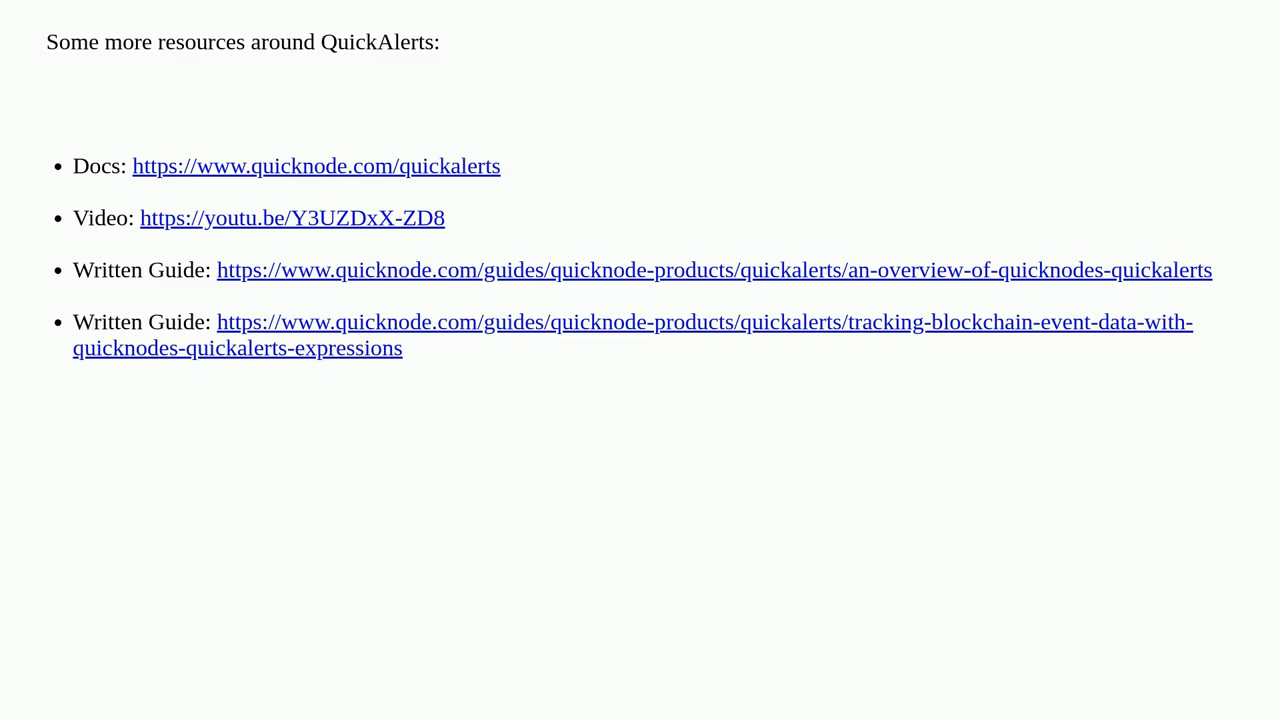 Some more resources around QuickAlerts:
• Docs: https://www.quicknode.com/quickalerts
• Video: https://youtu.be/Y3UZDxX-ZD8
• Written Guide: https://www.quicknode.com/guides/quicknode-products/quickalerts/an-overview-of-quicknodes-quickalerts
• Written Guide: https://www.quicknode.com/guides/quicknode-products/quickalerts/tracking-blockchain-event-data-with-
quicknodes-quickalerts-expressions